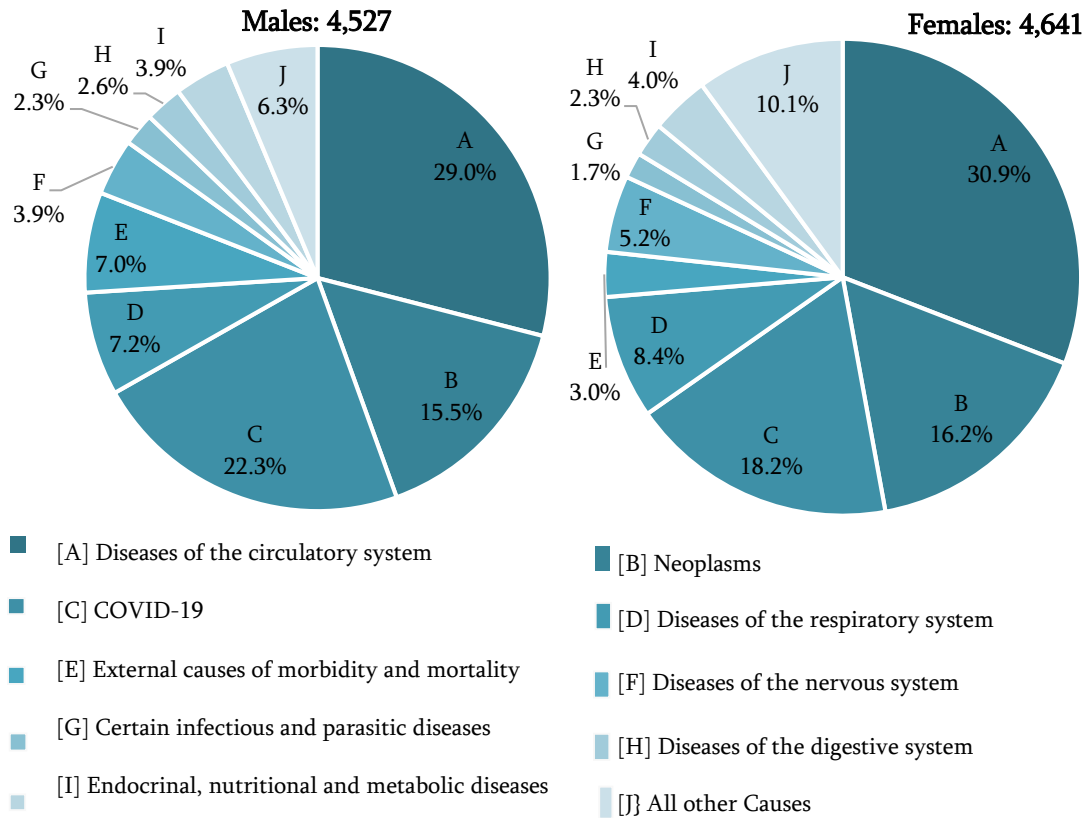 Males: 4,527
A
29.0%
B
15.5%
C
22.3%
D
7.2%
E
7.0%
F
3.9%
G
2.3%
H
2.6%
I
3.9%
J
6.3%
Females: 4,641
A
30.9%
B
16.2%
C
18.2%
D
8.4%
E
3.0%
F
5.2%
G
1.7%
H
2.3%
I
4.0%
J
10.1%
[A] Diseases of the circulatory system
[B] Neoplasms
[C] COVID-19
[D] Diseases of the respiratory system
[E] External causes of morbidity and mortality
[F] Diseases of the nervous system
[G] Certain infectious and parasitic diseases
[H] Diseases of the digestive system
[I] Endocrinal, nutritional and metabolic diseases
[J} All other Causes